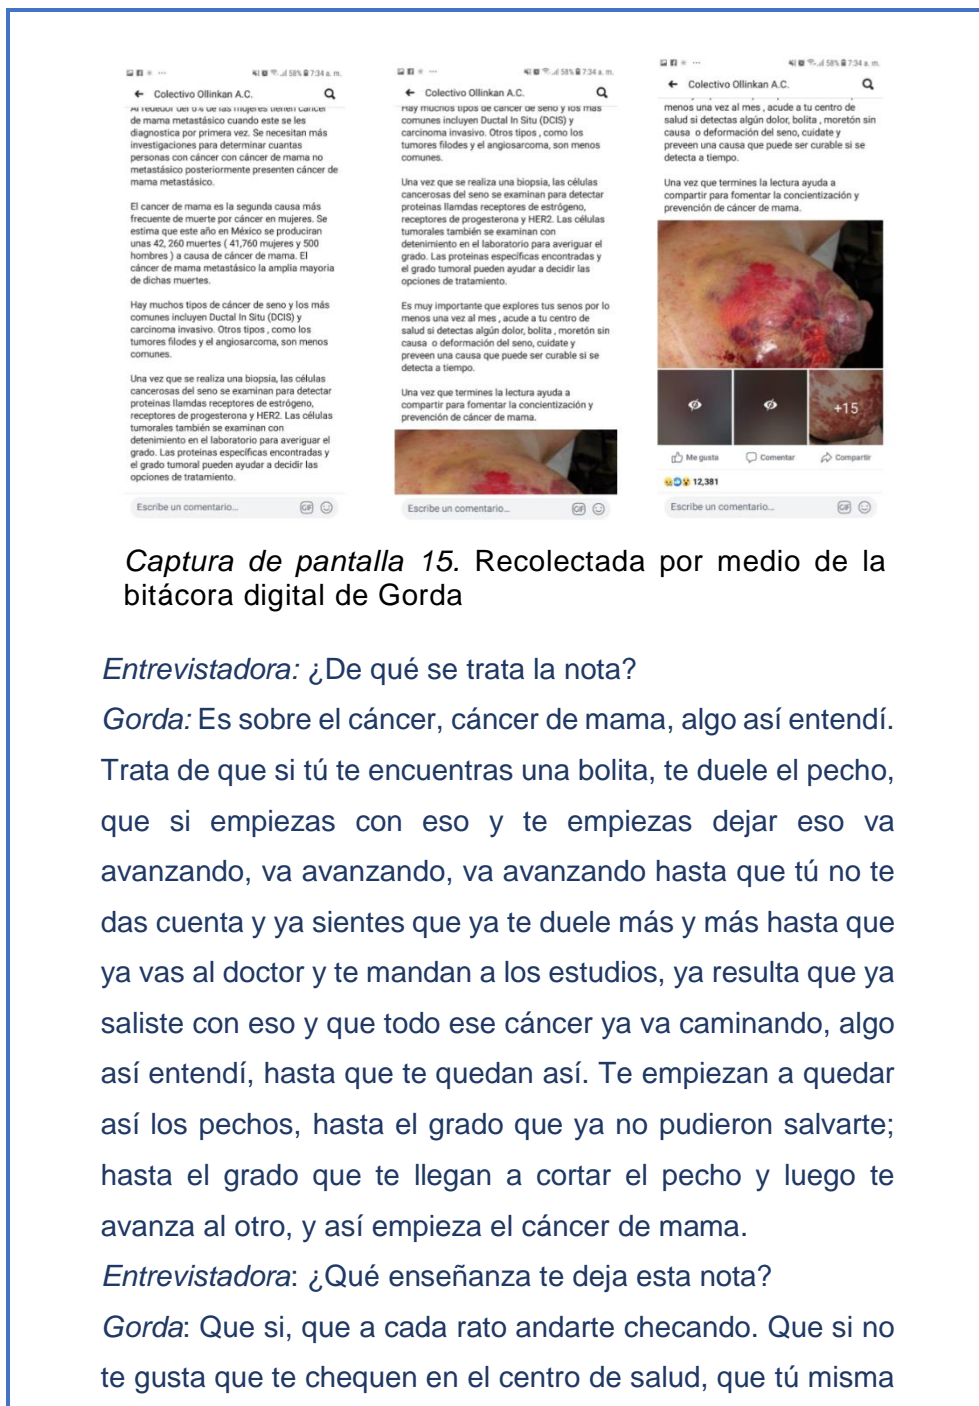 58% 7:34 a. m.
Colectivo Ollinkan A.C.
de mama metastásico cuando este se les
diagnostica por primera vez. Se necesitan más
investigaciones para determinar cuantas
personas con cáncer con cáncer de mama no
metastásico posteriormente presenten cáncer de
mama metastásico.
El cancer de mama es la segunda causa más
frecuente de muerte por cáncer en mujeres. Se
estima que este año en México se produciran
unas 42, 260 muertes ( 41,760 mujeres y 500
hombres ) a causa de cáncer de mama. El
cáncer de mama metastásico la amplia mayoria
de dichas muertes.
Hay muchos tipos de cáncer de seno y los más
comunes incluyen Ductal In Situ (DCIS) y
carcinoma invasivo. Otros tipos , como los
tumores filodes y el angiosarcoma, son menos
comunes.
Una vez que se realiza una biopsia, las células
cancerosas del seno se examinan para detectar
proteinas llamdas receptores de estrógeno,
receptores de progesterona y HER2. Las células
tumorales también se examinan con
detenimiento en el laboratorio para averiguar el
grado. Las proteinas específicas encontradas y
el grado tumoral pueden ayudar a decidir las
opciones de tratamiento.
Escribe un comentario...
GIF
58% 7:34 a. m.
Colectivo Ollinkan A.C.
Hay muchos tipos de cáncer de seno y los más
comunes incluyen Ductal In Situ (DCIS) y
carcinoma invasivo. Otros tipos , como los
tumores filodes y el angiosarcoma, son menos
comunes.
Una vez que se realiza una biopsia, las células
cancerosas del seno se examinan para detectar
proteinas llamdas receptores de estrógeno,
receptores de progesterona y HER2. Las células
tumorales también se examinan con
detenimiento en el laboratorio para averiguar el
grado. Las proteinas específicas encontradas y
el grado tumoral pueden ayudar a decidir las
opciones de tratamiento.
Es muy importante que explores tus senos por lo
menos una vez al mes , acude a tu centro de
salud si detectas algún dolor, bolita , moretón sin
causa o deformación del seno, cuidate y
preveen una causa que puede ser curable si se
detecta a tiempo.
Una vez que termines la lectura ayuda a
compartir para fomentar la concientización y
prevención de cáncer de mama.
Escribe un comentario...
GIF
58% 7:34 a. m.
Colectivo Ollinkan A.C.
menos una vez al mes , acude a tu centro de
salud si detectas algún dolor, bolita , moretón sin
causa o deformación del seno, cuidate y
preveen una causa que puede ser curable si se
detecta a tiempo.
Una vez que termines la lectura ayuda a
compartir para fomentar la concientización y
prevención de cáncer de mama.
+15
Me gusta Comentar Compartir
12,381
Escribe un comentario...
GIF
Captura de pantalla 15. Recolectada por medio de la
bitácora digital de Gorda
Entrevistadora: ¿De qué se trata la nota?
Gorda: Es sobre el cáncer, cáncer de mama, algo así entendí.
Trata de que si tú te encuentras una bolita, te duele el pecho,
que si empiezas con eso y te empiezas dejar eso va
avanzando, va avanzando, va avanzando hasta que tú no te
das cuenta y ya sientes que ya te duele más y más hasta que
ya vas al doctor y te mandan a los estudios, ya resulta que ya
saliste con eso y que todo ese cáncer ya va caminando, algo
así entendí, hasta que te quedan así. Te empiezan a quedar
así los pechos, hasta el grado que ya no pudieron salvarte;
hasta el grado que te llegan a cortar el pecho y luego te
avanza al otro, y así empieza el cáncer de mama.
Entrevistadora: ¿Qué enseñanza te deja esta nota?
Gorda: Que si, que a cada rato andarte checando. Que si no
te gusta que te chequen en el centro de salud, que tú misma